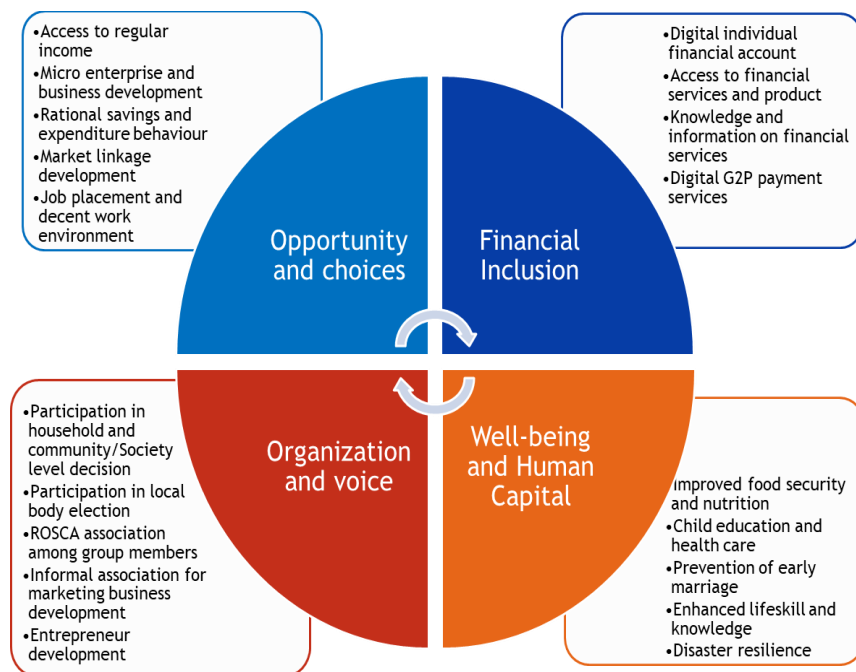 •Access to regular
income
•Micro enterprise and
business development
•Rational savings and
expenditure behaviour
•Market linkage
development
•Job placement and
decent work
environment
•Digital individual
financial account
•Access to financial
services and product
•Knowledge and
information on financial
services
•Digital G2P payment
services
Opportunity
and choices
Financial
Inclusion
Organization
and voice
Well-being
and Human
Capital
•Participation in
household and
community/Society
level decision
•Participation in local
body election
•ROSCA association
among group members
•Informal association for
marketing business
development
•Entrepreneur
development
•Improved food security
and nutrition
•Child education and
health care
•Prevention of early
marriage
•Enhanced lifeskill and
knowledge
•Disaster resilience